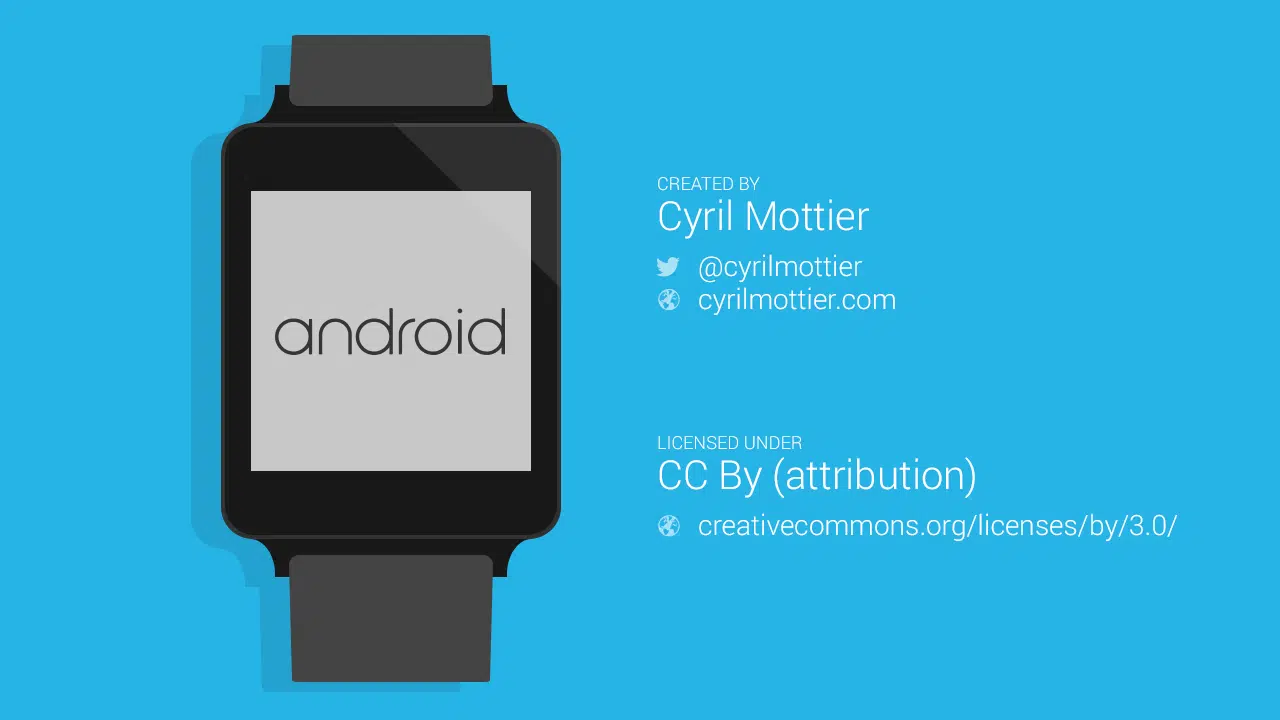 android
CREATED BY
Cyril Mottier
@cyrilmottier
cyrilmottier.com
LICENSED UNDER
CC By (attribution)
creativecommons.org/licenses/by/3.0/